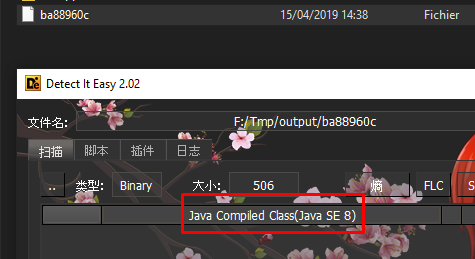 ba88960c 15/04/2019 14:38 Fichier
Detect It Easy 2.02
文件名: F:/Tmp/output/ba88960c
扫描 脚本 插件 日志
.. 类型: Binary 大小: 506 熵 FLC S
Java Compiled Class(Java SE 8)